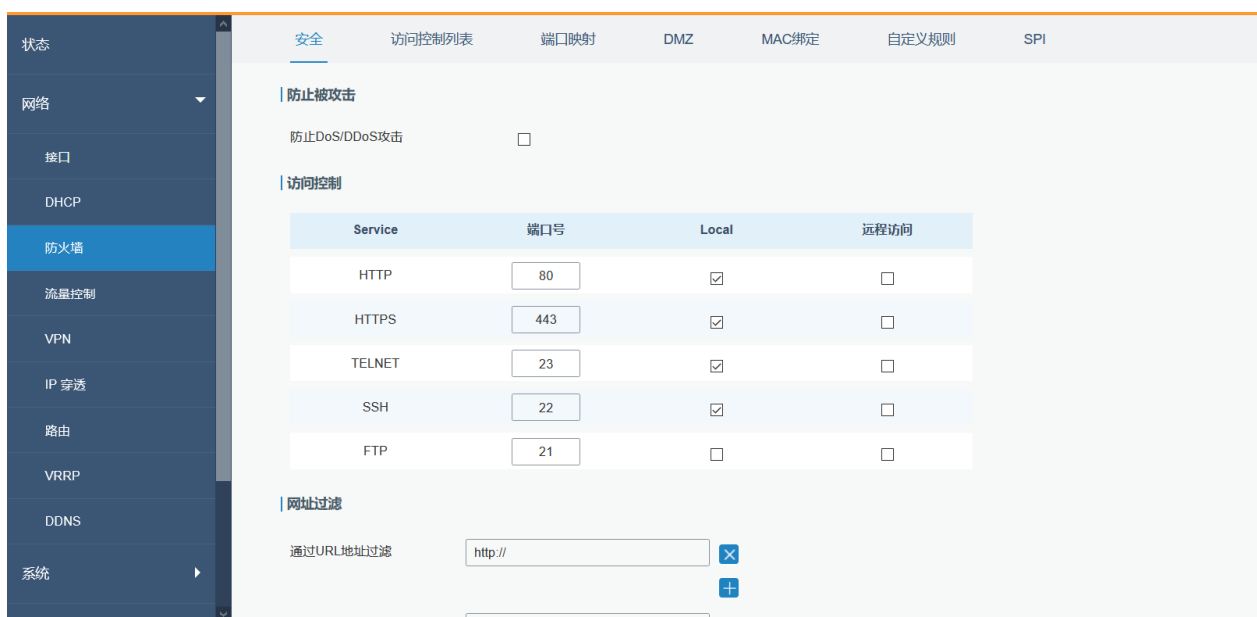 状态
网络
接口
DHCP
防火墙
流量控制
VPN
IP 穿透
路由
VRRP
DDNS
系统
安全 访问控制列表 端口映射 DMZ MAC绑定 自定义规则 SPI
防止被攻击
防止DoS/DDoS攻击
访问控制
Service 端口号 Local 远程访问
HTTP 80
HTTPS 443
TELNET 23
SSH 22
FTP 21
网址过滤
通过URL地址过滤 http://